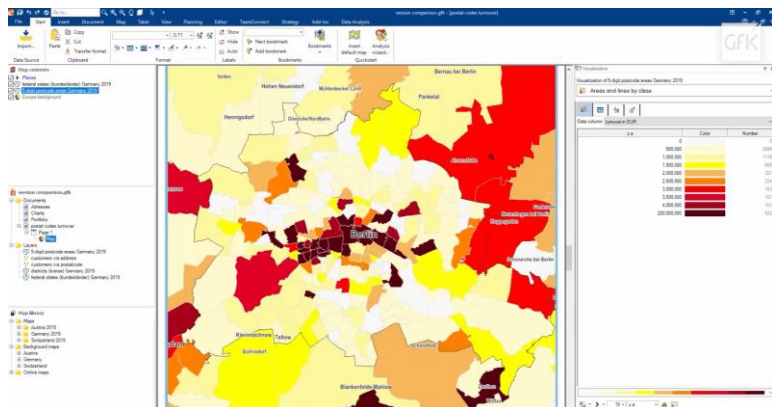 version comparison.gfk - [postal codes turnover]
File Start Insert Document Map Table View Planning Editor TeamConnect Strategy Add-Ins Data Analysis
Import...
Paste
Copy
Cut
Transfer format
0.71
Show
Hide
Auto
Next bookmark
Add bookmark
Bookmarks
Insert default map
Analysis wizard...
Data Source Clipboard Format Labels Bookmarks Quickstart
GfK
Map contents
Places
federal states (bundesländer) Germany 2019
5-digit postcode areas Germany 2019
Europe background
version comparison.gfk
Documents
Adresses
Charts
Portfolio
postal codes turnover
Page 1
Map
Layers
5-digit postcode areas Germany 2019
customers via address
customers via postalcode
districts (kreise) Germany 2019
federal states (bundesländer) Germany 2019
Map Mirrors
Maps
Austria 2019
Germany 2019
Switzerland 2019
Background maps
Austria
Germany
Switzerland
Online maps
Velten
Bernau bei Berlin
Hohen Neuendorf
Mühlenbecker Land
Panketal
Hennigsdorf
Glienicke/Nordbahn
Ahrensfelde
Berlin
Hoppegarten
Kleinmachnow
Teltow
Stahnsdorf
Schönefeld
Blankenfelde-Mahlow
Visualization
Visualization of 5-digit postcode areas Germany 2019
Areas and lines by class
Data column: turnover in EUR
≤ x Color Number
0
500,000
1,000,000
1,500,000
2,000,000
2,500,000
3,000,000
3,500,000
4,000,000
200,000,000
10
≤ x